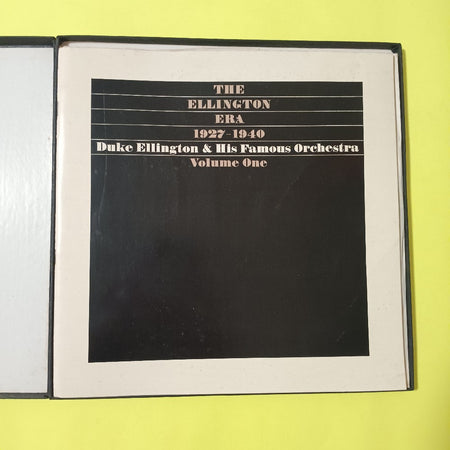 THE
ELLINGTON
ERA
1927-1940
Duke Ellington & His Famous Orchestra
Volume One